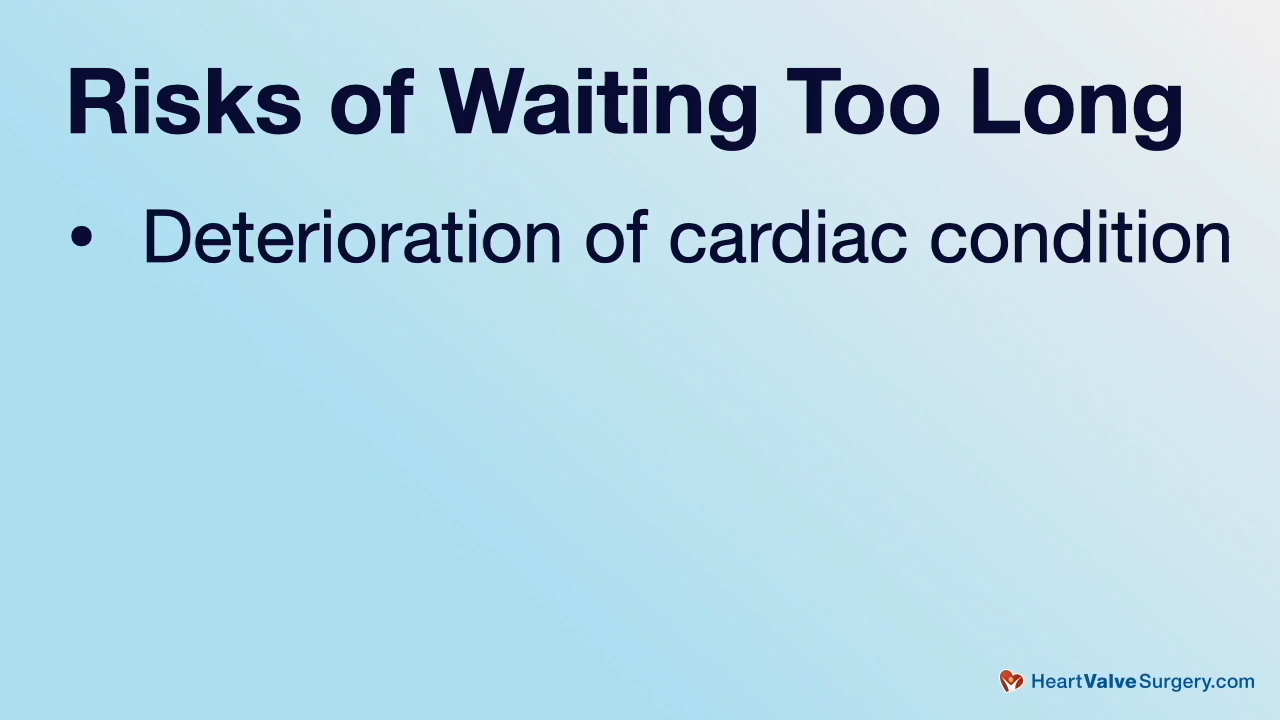 Risks of Waiting Too Long
• Deterioration of cardiac condition
HeartValveSurgery.com